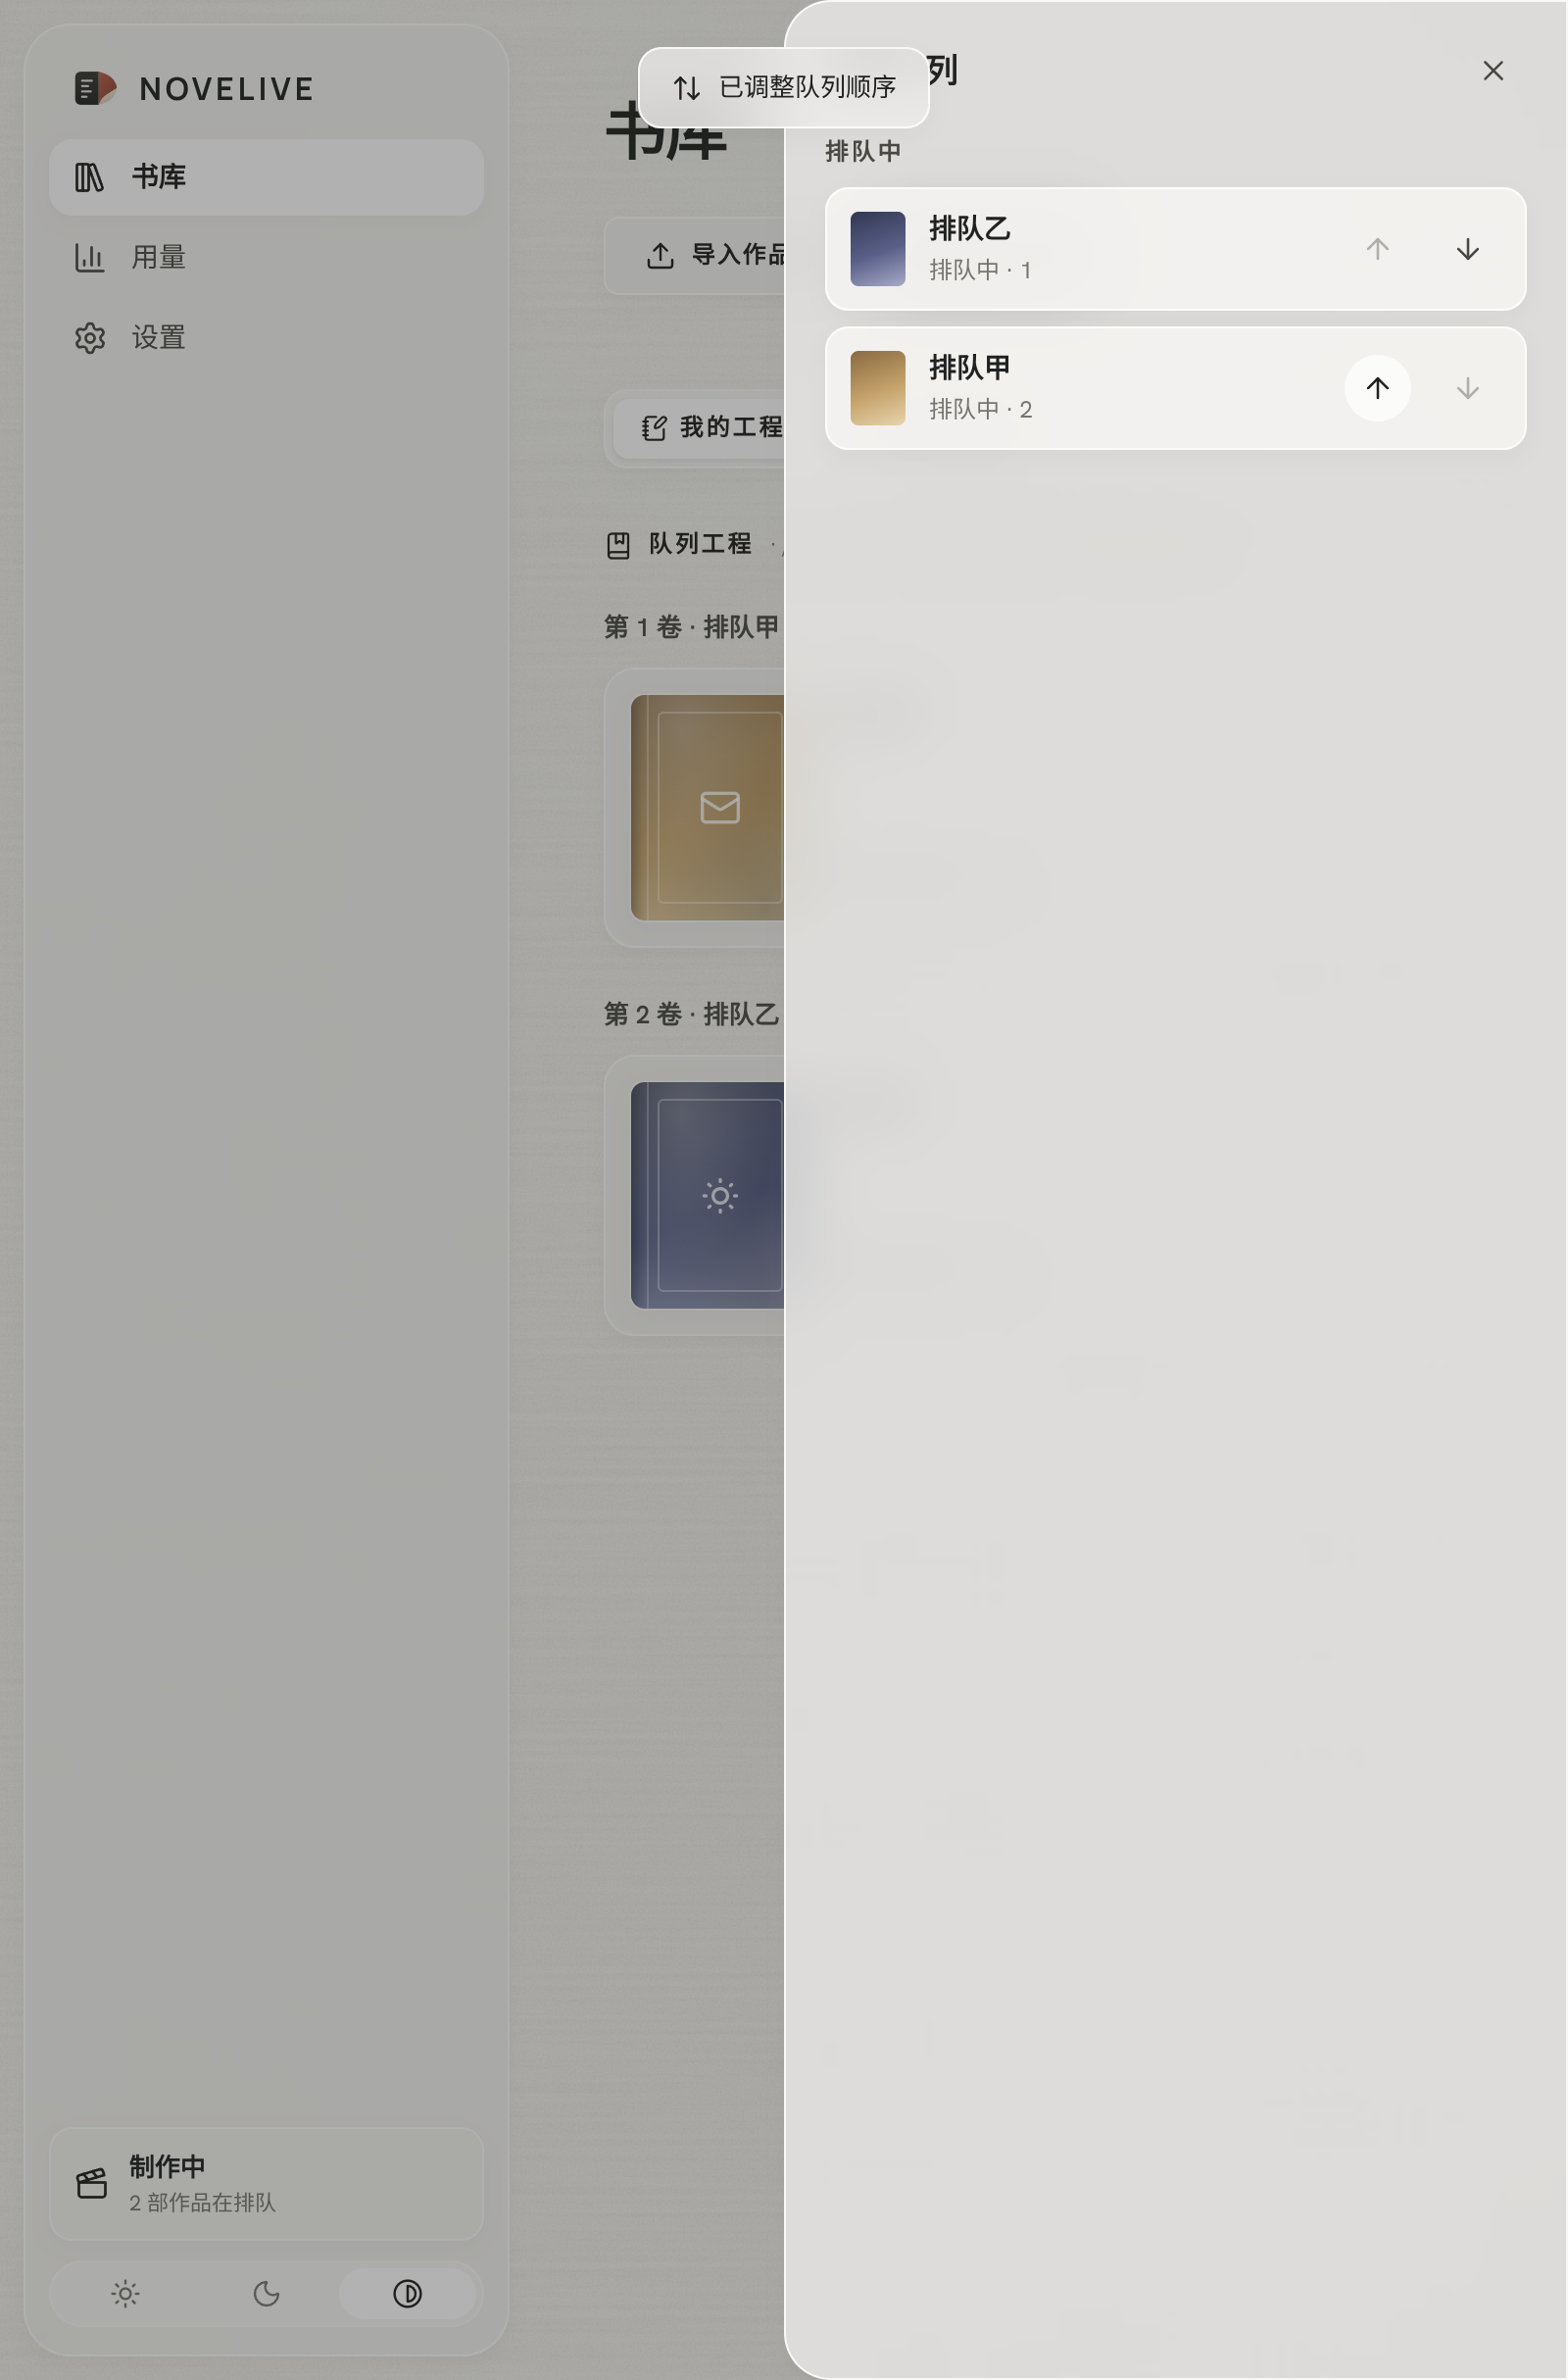 NOVELIVE
书库
用量
设置
制作中
2 部作品在排队
书库
导入作品
我的工程
队列工程 ·
第 1 卷 · 排队甲
第 2 卷 · 排队乙
已调整队列顺序
列
排队中
排队乙
排队中 · 1
排队甲
排队中 · 2